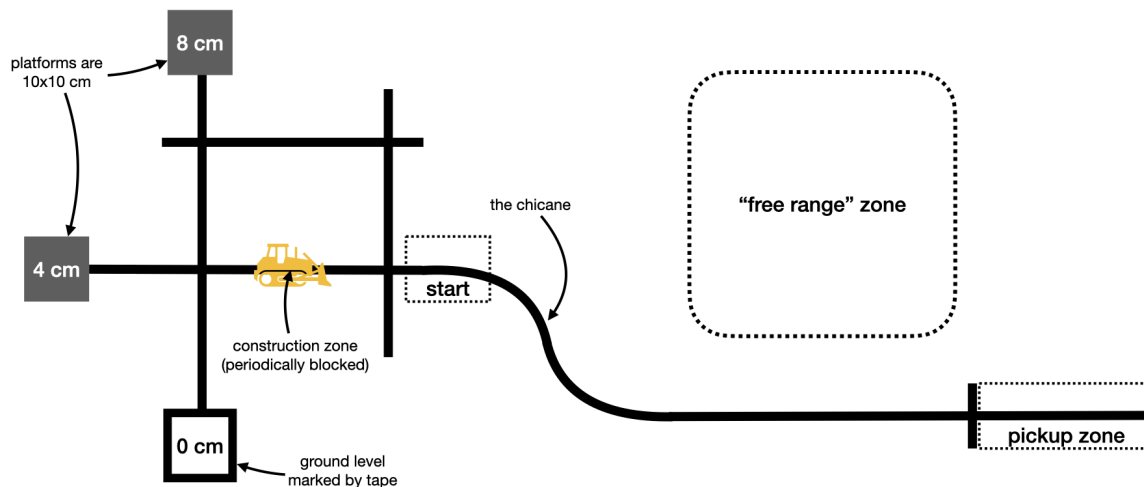 8 cm
platforms are
10x10 cm
4 cm
construction zone
(periodically blocked)
0 cm
ground level
marked by tape
start
the chicane
“free range” zone
pickup zone